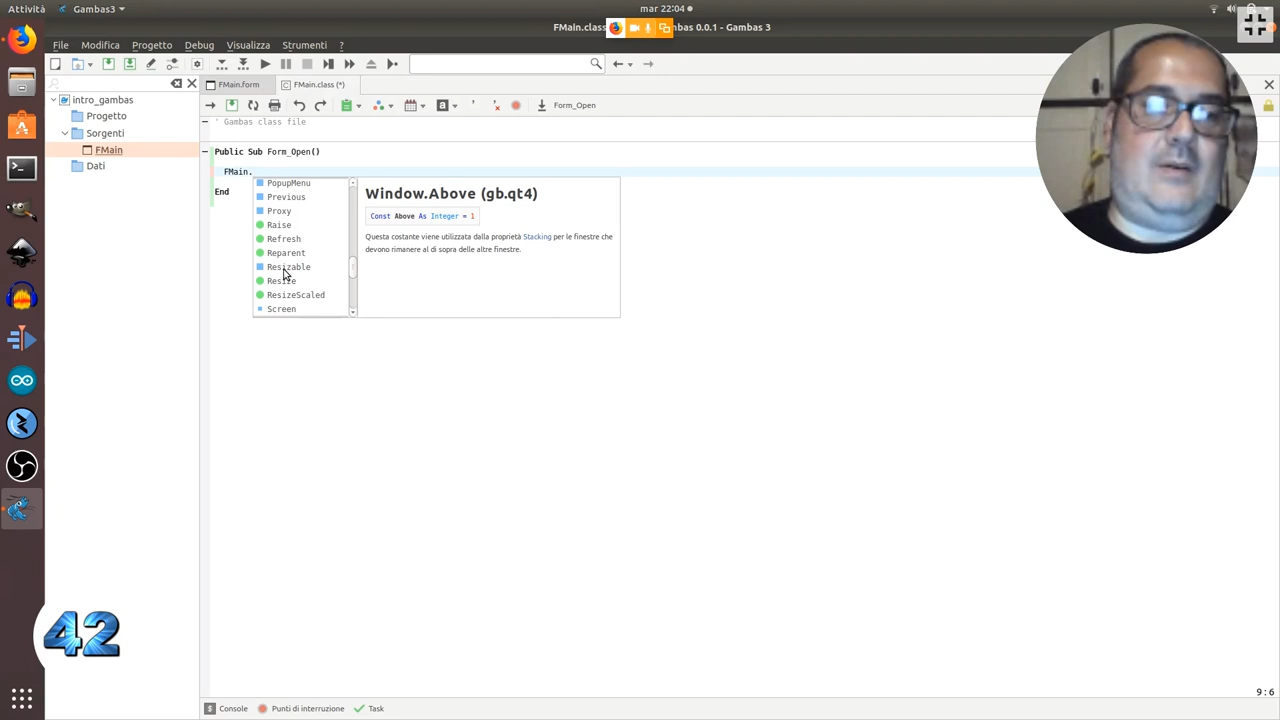 Attività
Gambas3
mar 22:04
FMain.class
ambas 0.0.1 - Gambas 3
File Modifica Progetto Debug Visualizza Strumenti ?
FMain.form
FMain.class (*)
intro_gambas
Progetto
Sorgenti
FMain
Dati
Form_Open
' Gambas class file
Public Sub Form_Open()
FMain.
End
PopupMenu
Previous
Proxy
Raise
Refresh
Reparent
Resizable
Resize
ResizeScaled
Screen
Window.Above (gb.qt4)
Const Above As Integer = 1
Questa costante viene utilizzata dalla proprietà Stacking per le finestre che
devono rimanere al di sopra delle altre finestre.
42
9:6
Console
Punti di interruzione
Task